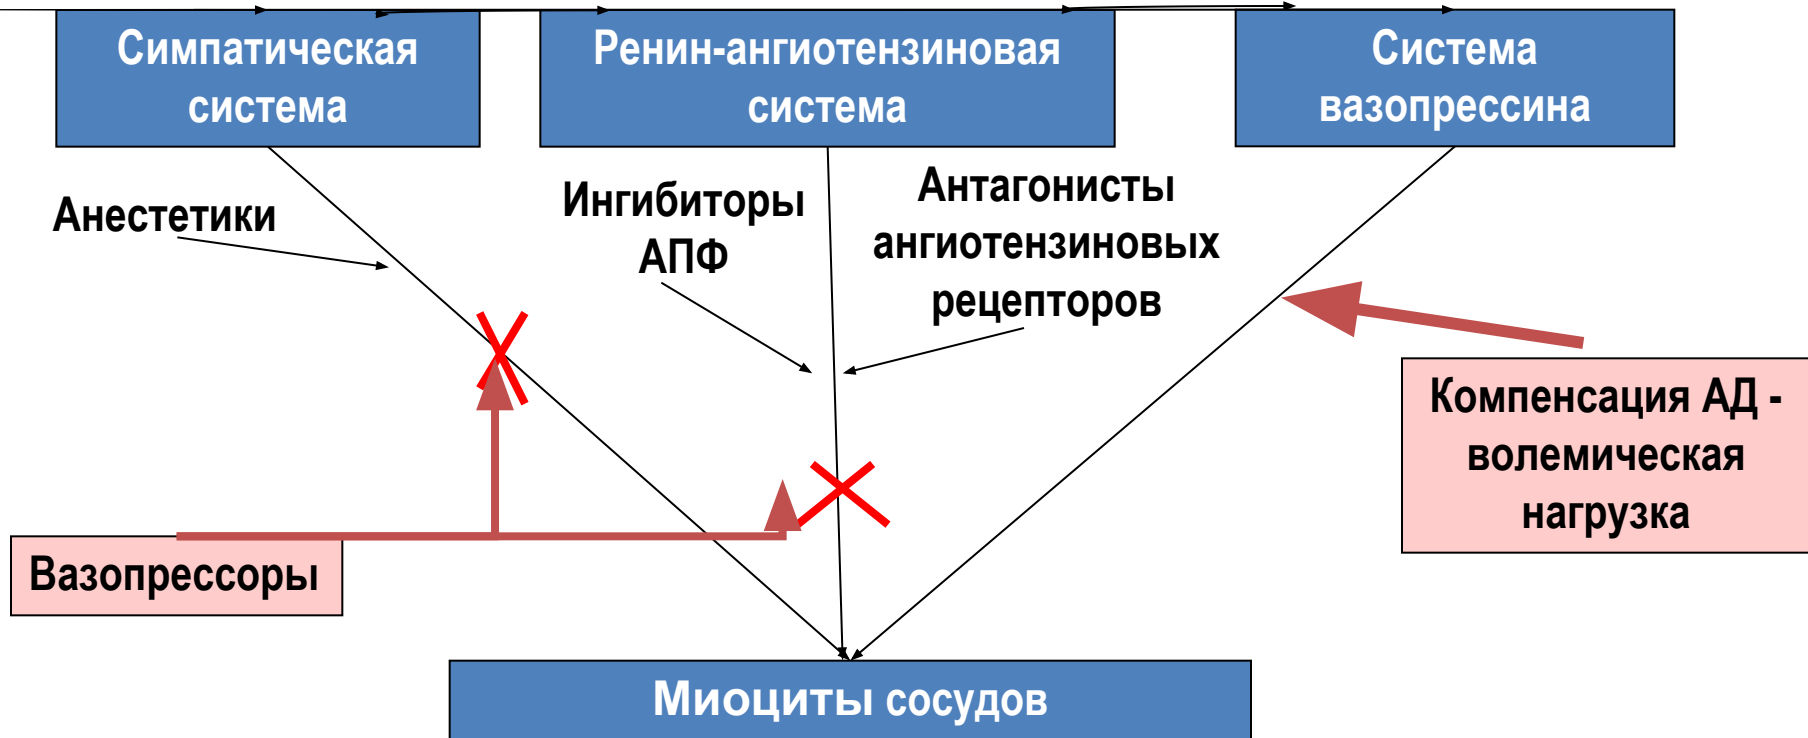 Симпатическая
система
Ренин-ангиотензиновая
система
Система
вазопрессина
Анестетики
Ингибиторы
АПФ
Антагонисты
ангиотензиновых
рецепторов
Компенсация АД -
волемическая
нагрузка
Вазопрессоры
Миоциты сосудов